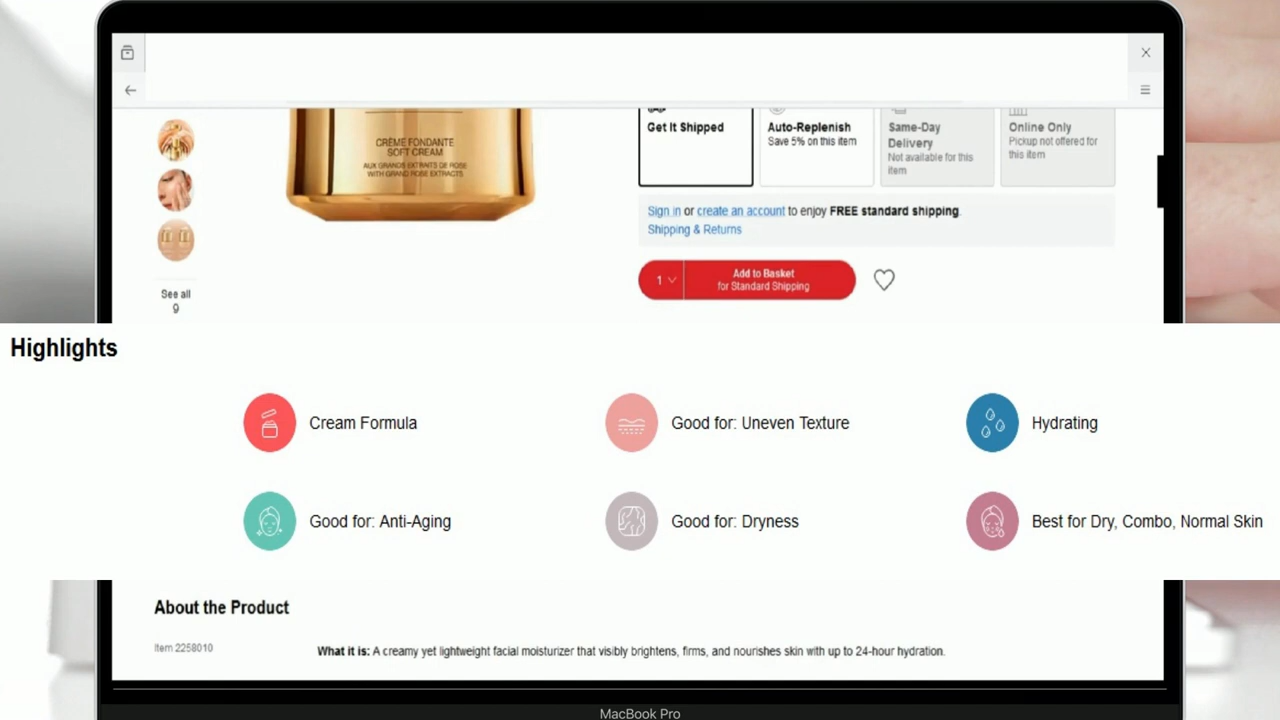 CRÈME FONDANTE
SOFT CREAM
AUX GRANDS EXTRAITS DE ROSE
WITH GRAND ROSE EXTRACTS
See all
9
Get It Shipped
Auto-Replenish
Save 5% on this item
Same-Day
Delivery
Not available for this
item
Online Only
Pickup not offered for
this item
Sign in or create an account to enjoy FREE standard shipping.
Shipping & Returns
1
Add to Basket
for Standard Shipping
Highlights
Cream Formula
Good for: Uneven Texture
Hydrating
Good for: Anti-Aging
Good for: Dryness
Best for Dry, Combo, Normal Skin
About the Product
Item 2258010
What it is: A creamy yet lightweight facial moisturizer that visibly brightens, firms, and nourishes skin with up to 24-hour hydration.
MacBook Pro